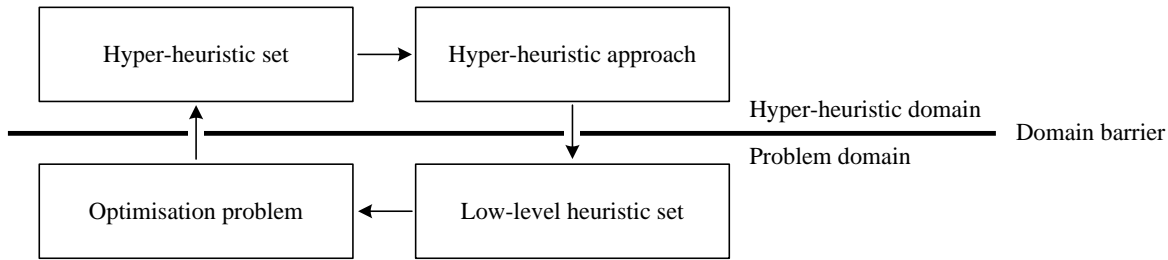 Hyper-heuristic set
Hyper-heuristic approach
Hyper-heuristic domain
Domain barrier
Problem domain
Optimisation problem
Low-level heuristic set